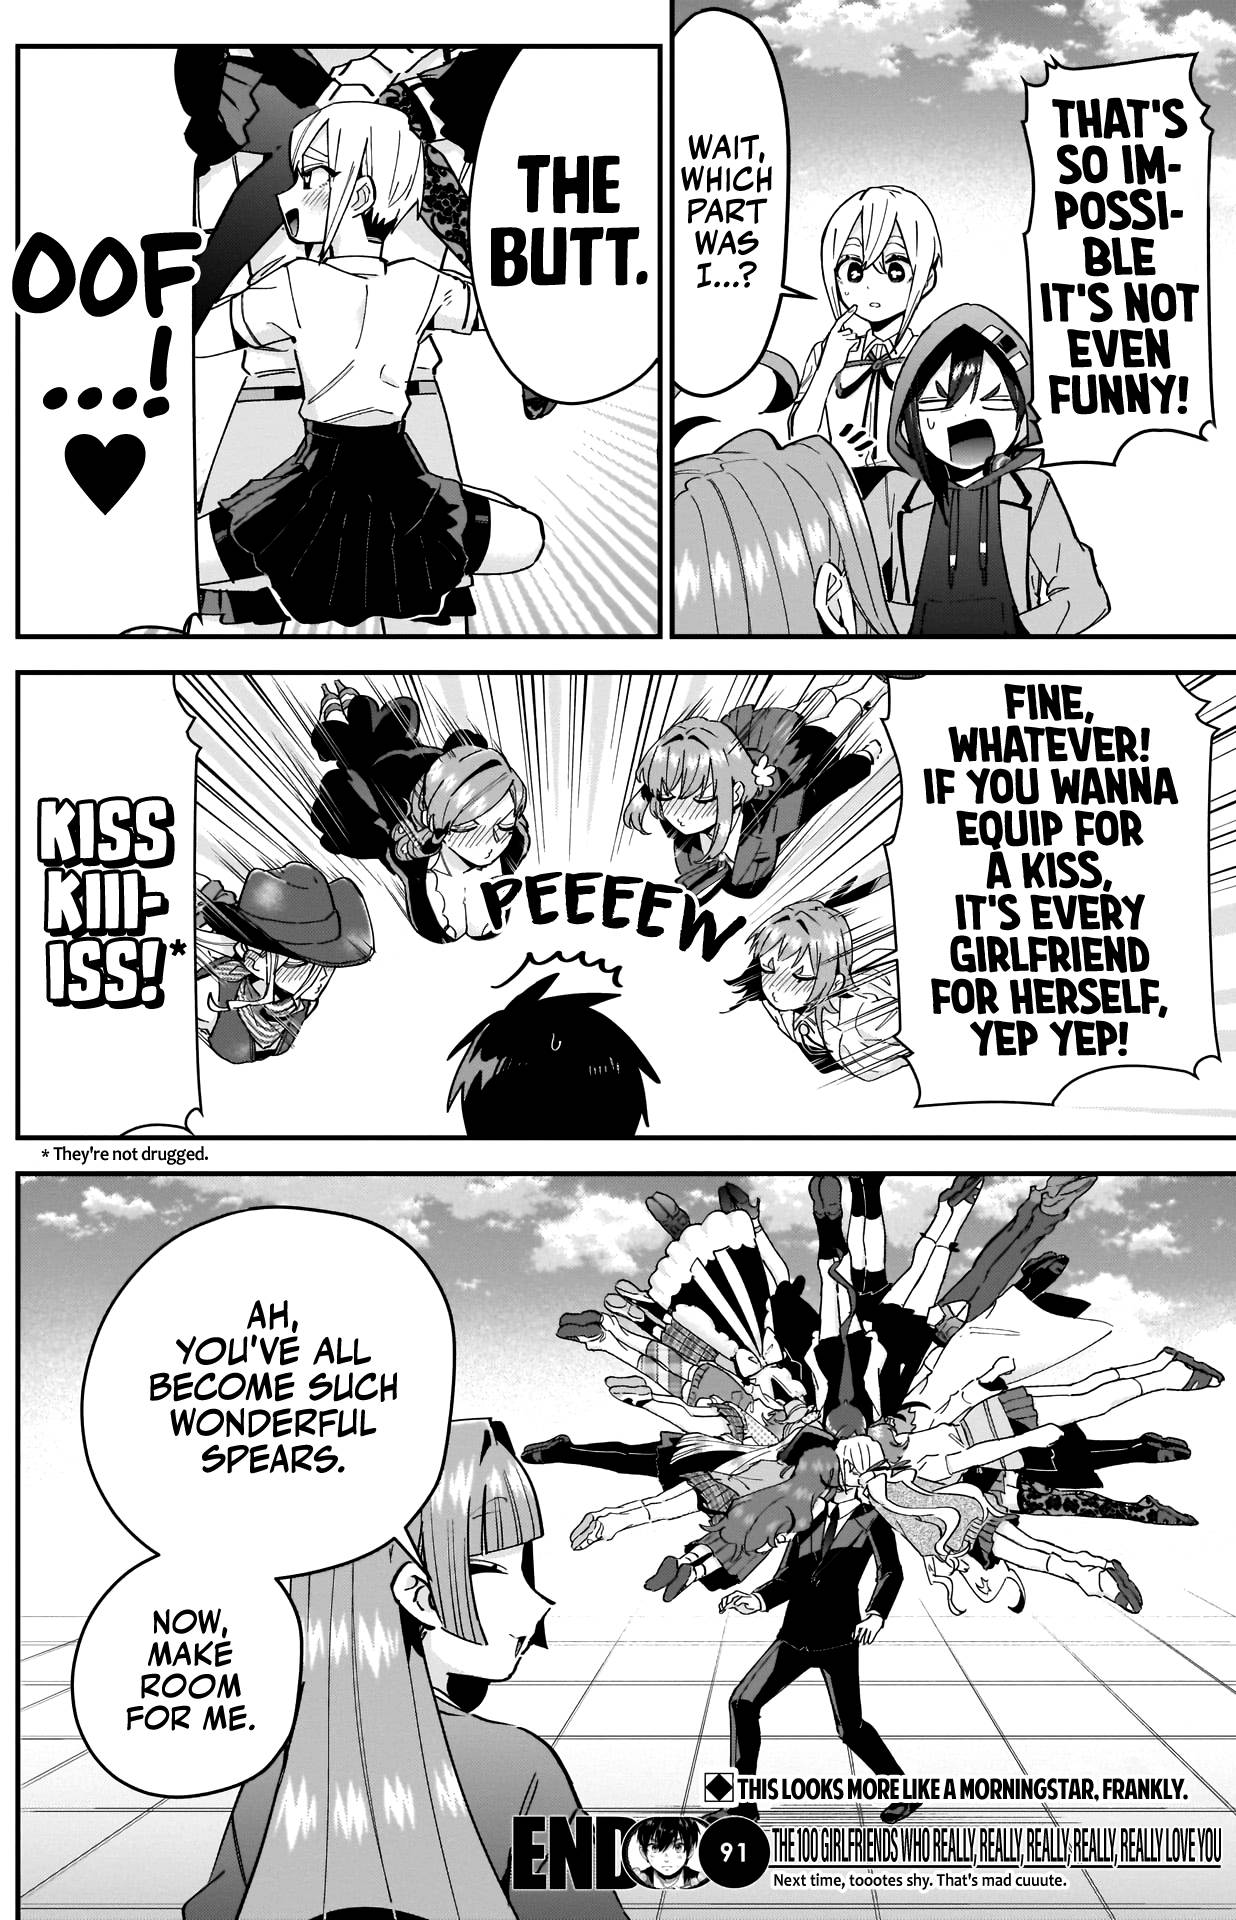 THAT'S
SO IM-
POSSI-
BLE
IT'S NOT
EVEN
FUNNY!
WAIT,
WHICH
PART
WAS
I...?
THE
BUTT.
OOF
...!
♥
FINE,
WHATEVER!
IF YOU WANNA
EQUIP FOR
A KISS,
IT'S EVERY
GIRLFRIEND
FOR HERSELF,
YEP YEP!
PEEEEW
KISS
KIII-
ISS!*
* They're not drugged.
AH,
YOU'VE ALL
BECOME SUCH
WONDERFUL
SPEARS.
NOW,
MAKE
ROOM
FOR ME.
◆ THIS LOOKS MORE LIKE A MORNINGSTAR, FRANKLY.
END 91 THE 100 GIRLFRIENDS WHO REALLY, REALLY, REALLY, REALLY, REALLY LOVE YOU
Next time, toootes shy. That's mad cuuute.